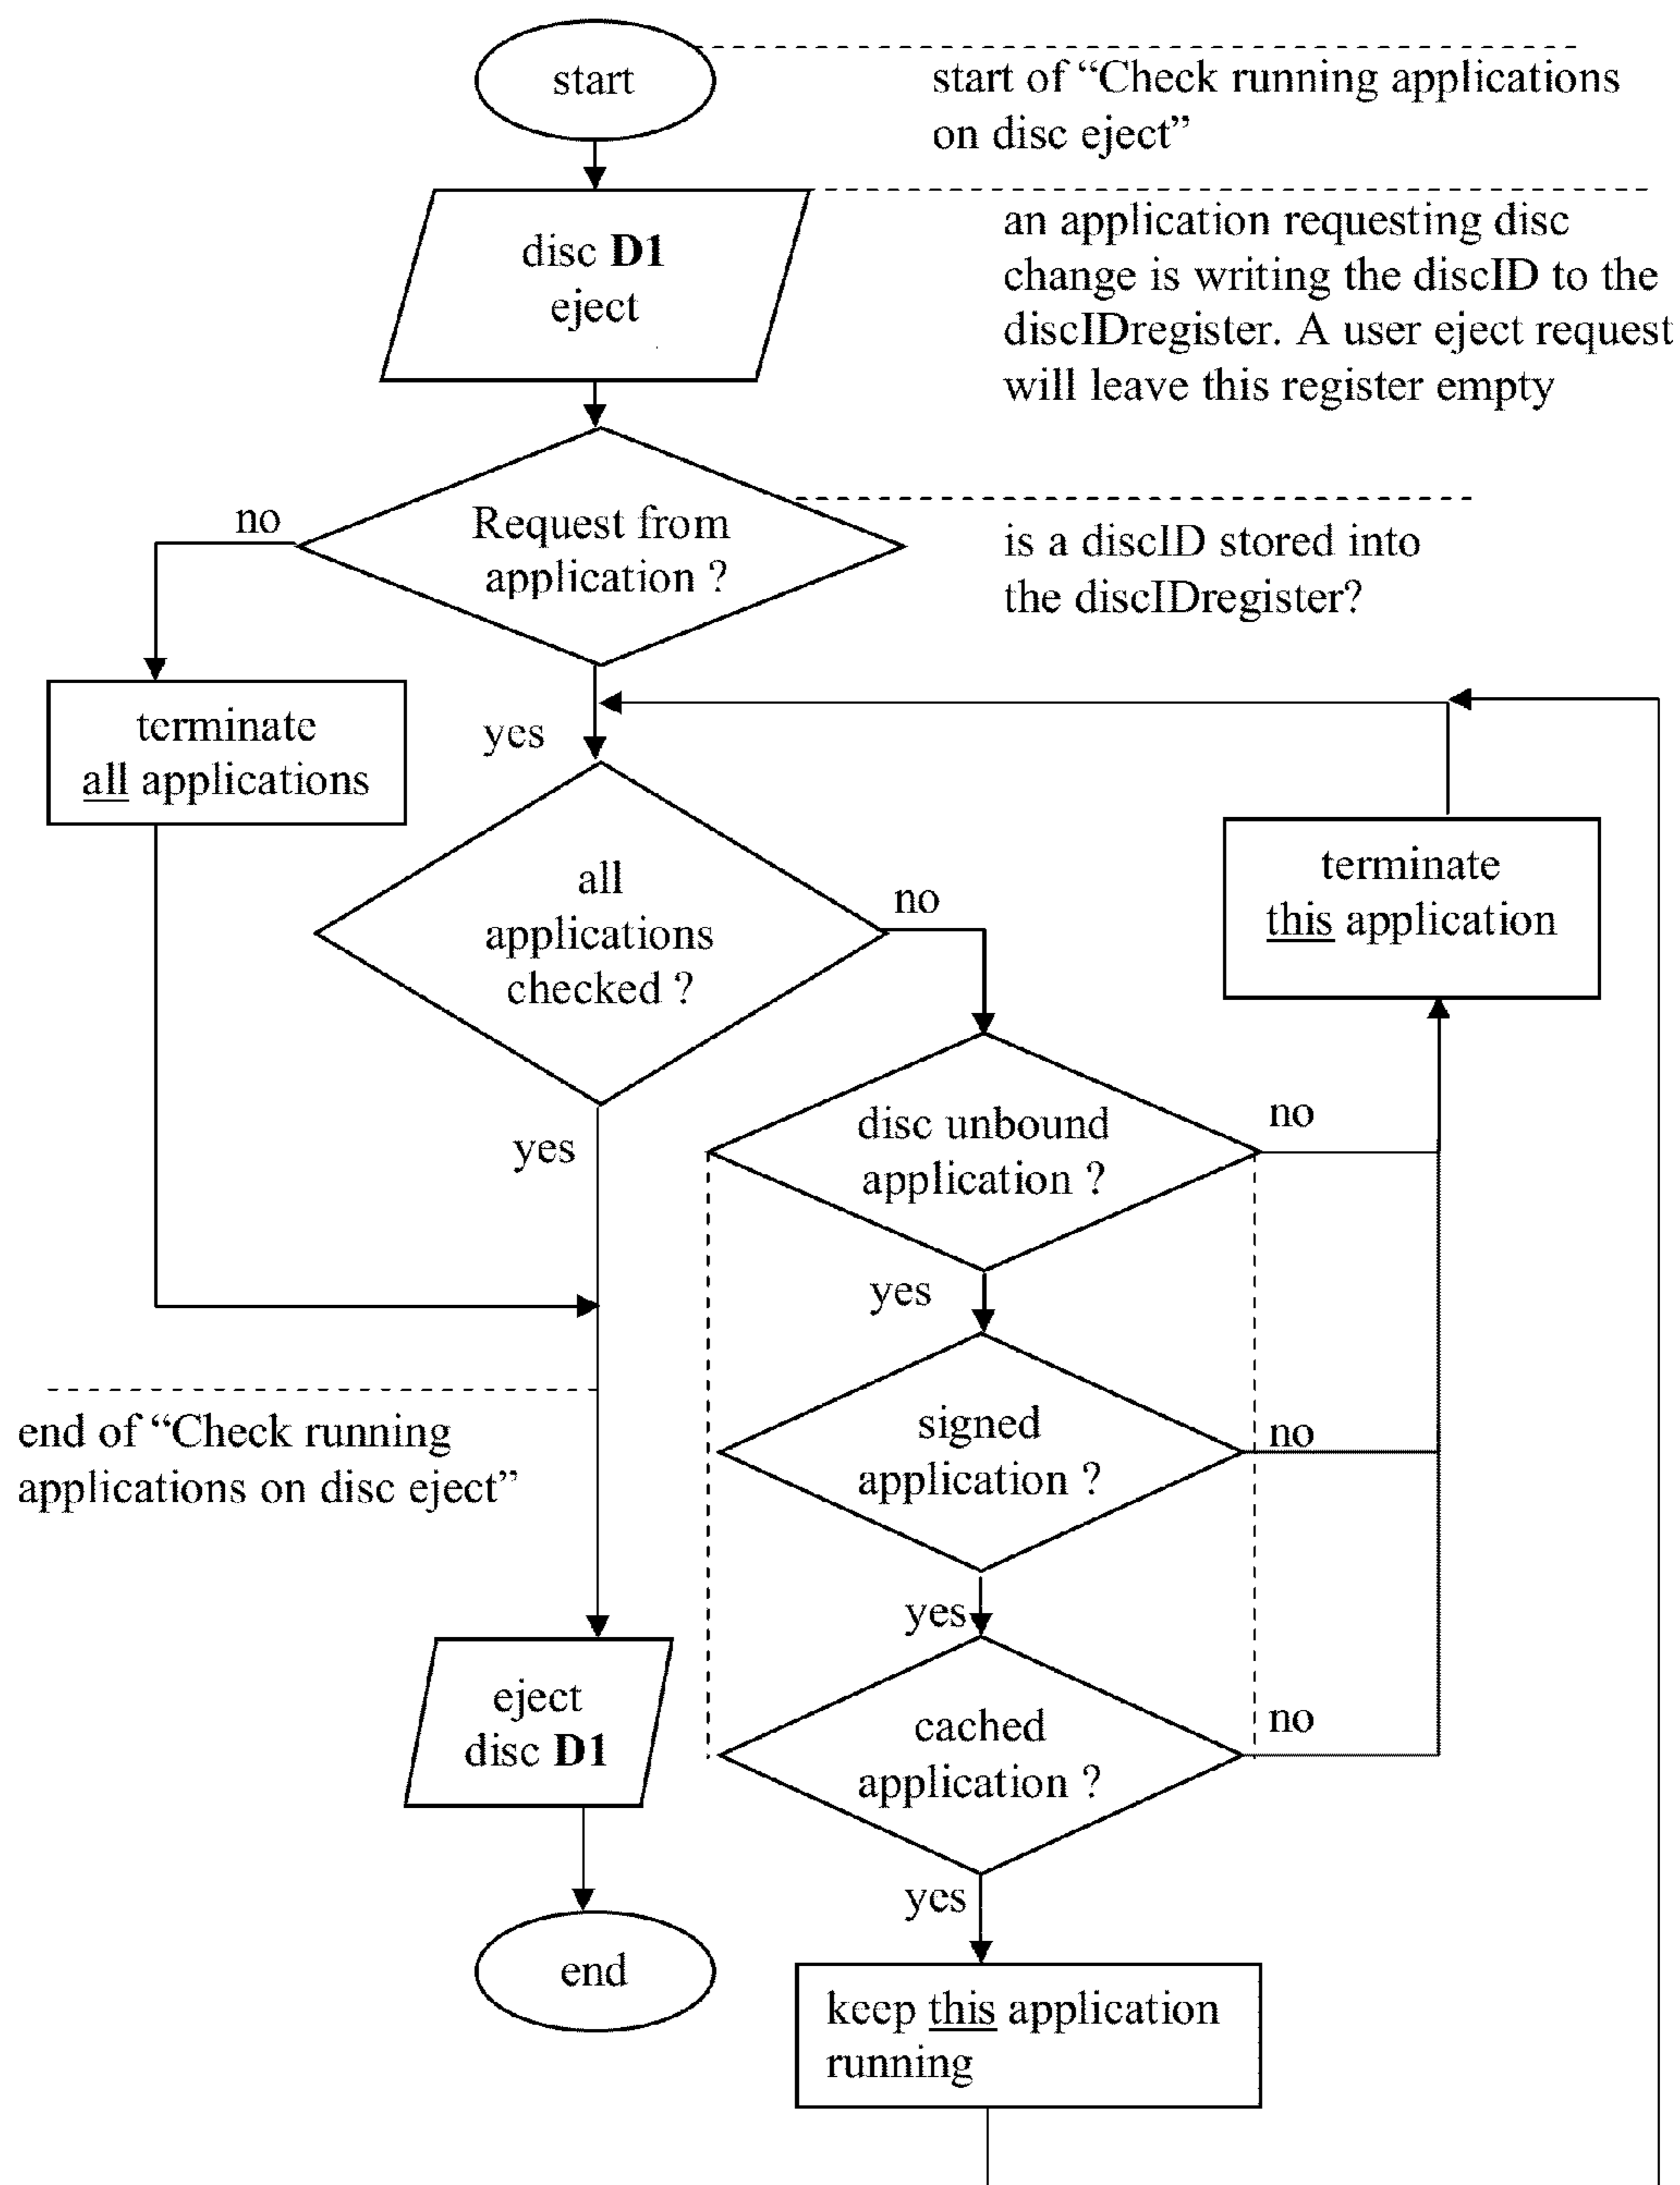 start
start of “Check running applications
on disc eject”
disc D1
eject
an application requesting disc
change is writing the discID to the
discIDregister. A user eject request
will leave this register empty
Request from
application ?
no
is a discID stored into
the discIDregister?
yes
terminate
all applications
all
applications
checked ?
no
terminate
this application
yes
disc unbound
application ?
no
yes
end of “Check running
applications on disc eject”
signed
application ?
no
yes
eject
disc D1
cached
application ?
no
yes
end
keep this application
running